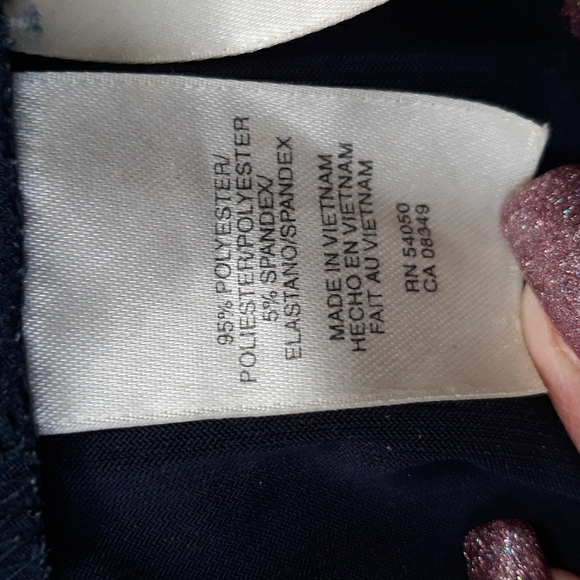 95% POLYESTER/
POLIESTER/POLYESTER
5% SPANDEX/
ELASTANO/SPANDEX
MADE IN VIETNAM
HECHO EN VIETNAM
FAIT AU VIETNAM
RN 54050
CA 08349